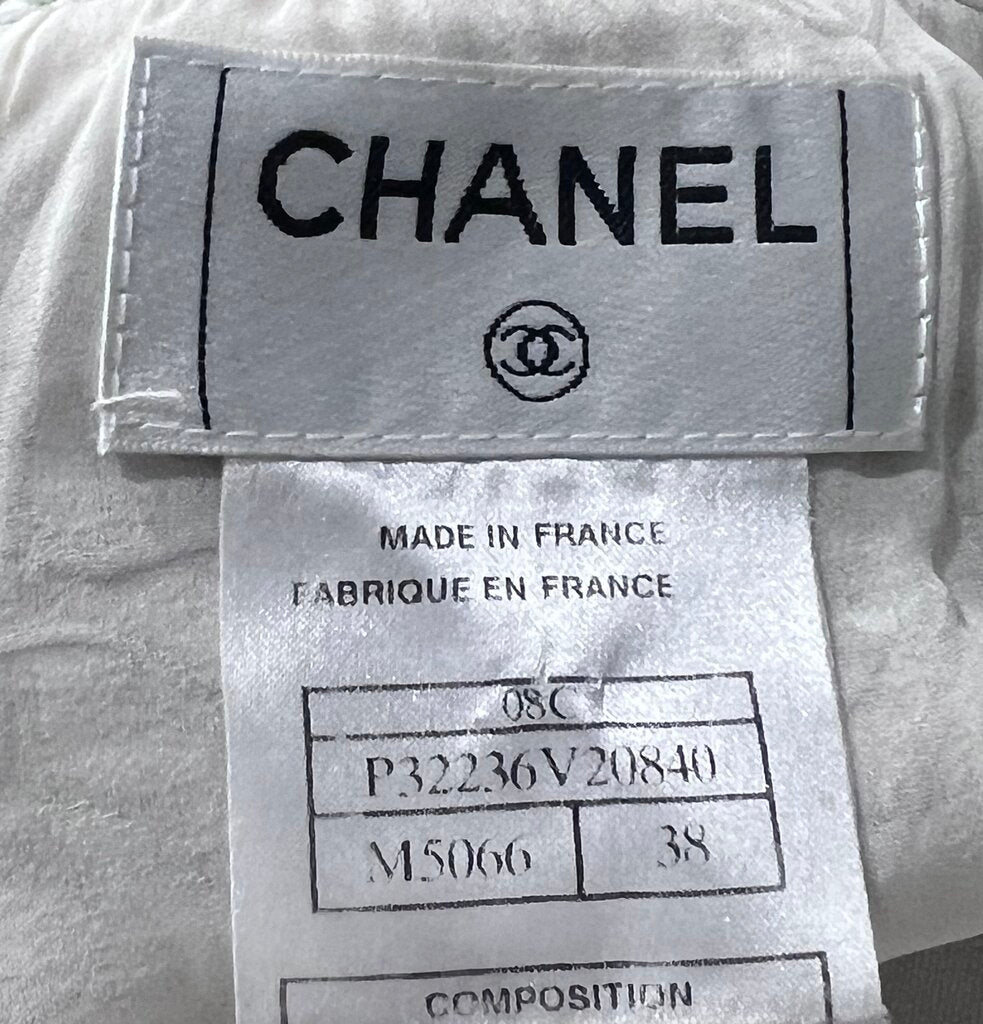 CHANEL
MADE IN FRANCE
FABRIQUE EN FRANCE
08C
P32236V20840
M5066 38
COMPOSITION